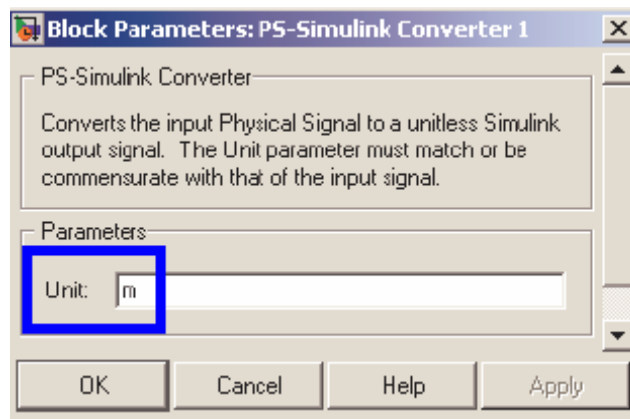 Block Parameters: PS-Simulink Converter 1
PS-Simulink Converter
Converts the input Physical Signal to a unitless Simulink
output signal. The Unit parameter must match or be
commensurate with that of the input signal.
Parameters
Unit: m
OK Cancel Help Apply